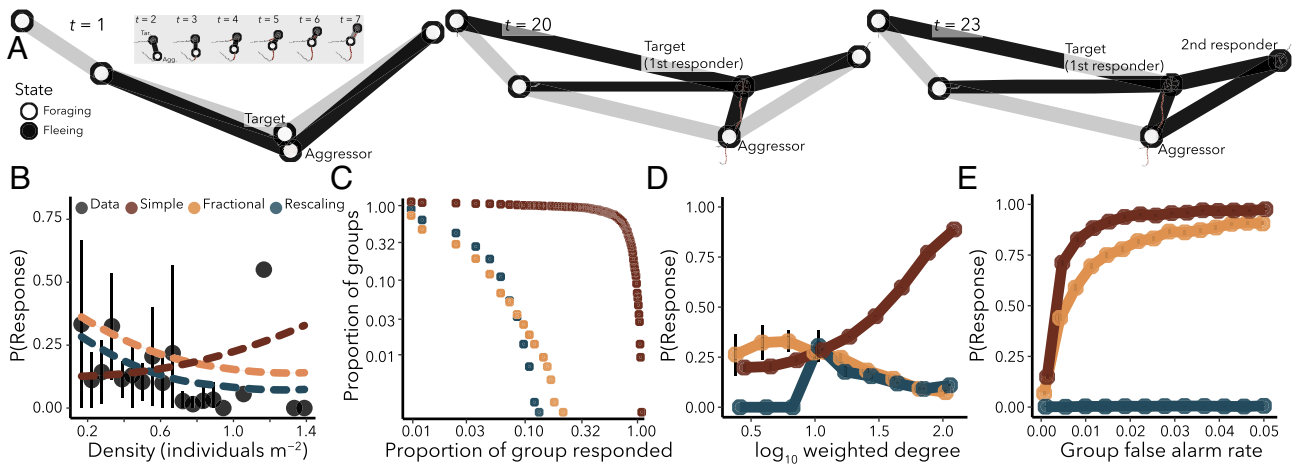 A
t = 1
t = 2
t = 3
t = 4
t = 5
t = 6
t = 7
Tar.
Agg.
State
Foraging
Fleeing
Target
Aggressor
t = 20
Target
(1st responder)
Aggressor
t = 23
Target
(1st responder)
2nd responder
Aggressor
B
Data Simple Fractional Rescaling
P(Response)
0.75
0.50
0.25
0.00
0.2 0.6 1.0 1.4
Density (individuals m−2)
C
Proportion of groups
1.00
0.32
0.10
0.03
0.01
0.01 0.03 0.10 0.32 1.00
Proportion of group responded
D
P(Response)
1.00
0.75
0.50
0.25
0.00
0.5 1.0 1.5 2.0
log10 weighted degree
E
P(Response)
1.00
0.75
0.50
0.25
0.00
0.00 0.01 0.02 0.03 0.04 0.05
Group false alarm rate